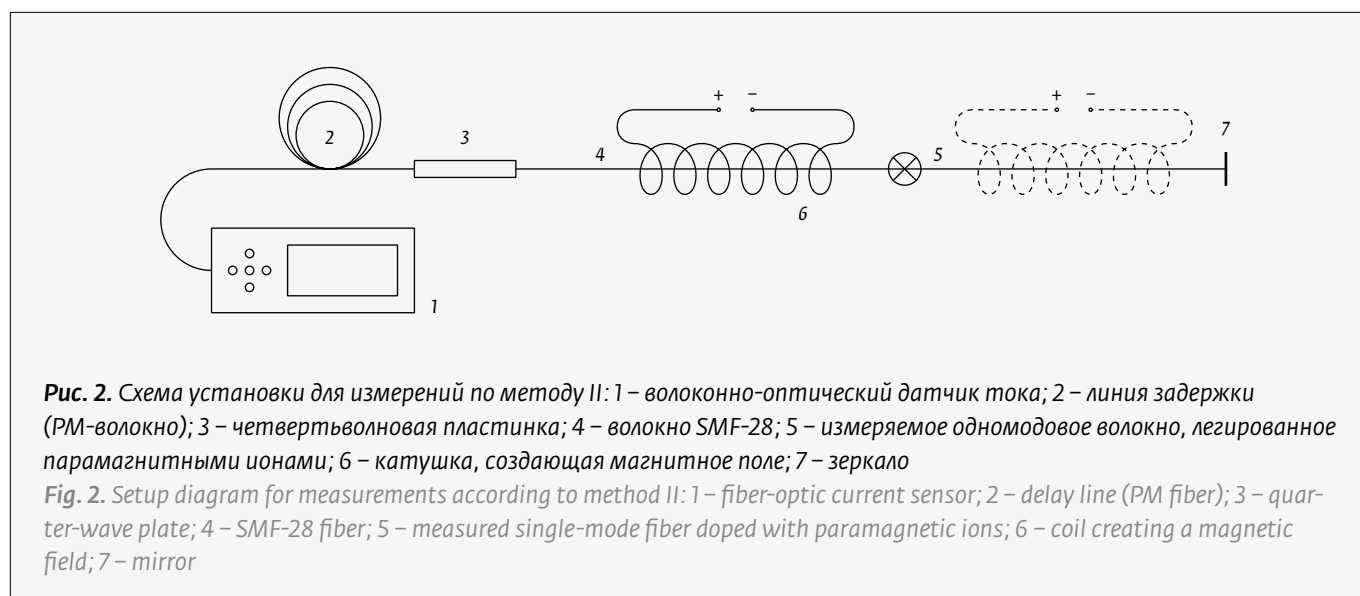 + − + −
2 3 4 5 7
6
1
Рис. 2. Схема установки для измерений по методу II: 1 – волоконно-оптический датчик тока; 2 – линия задержки
(PM-волокно); 3 – четвертьволновая пластинка; 4 – волокно SMF-28; 5 – измеряемое одномодовое волокно, легированное
парамагнитными ионами; 6 – катушка, создающая магнитное поле; 7 – зеркало
Fig. 2. Setup diagram for measurements according to method II: 1 – fiber-optic current sensor; 2 – delay line (PM fiber); 3 – quar-
ter-wave plate; 4 – SMF-28 fiber; 5 – measured single-mode fiber doped with paramagnetic ions; 6 – coil creating a magnetic
field; 7 – mirror